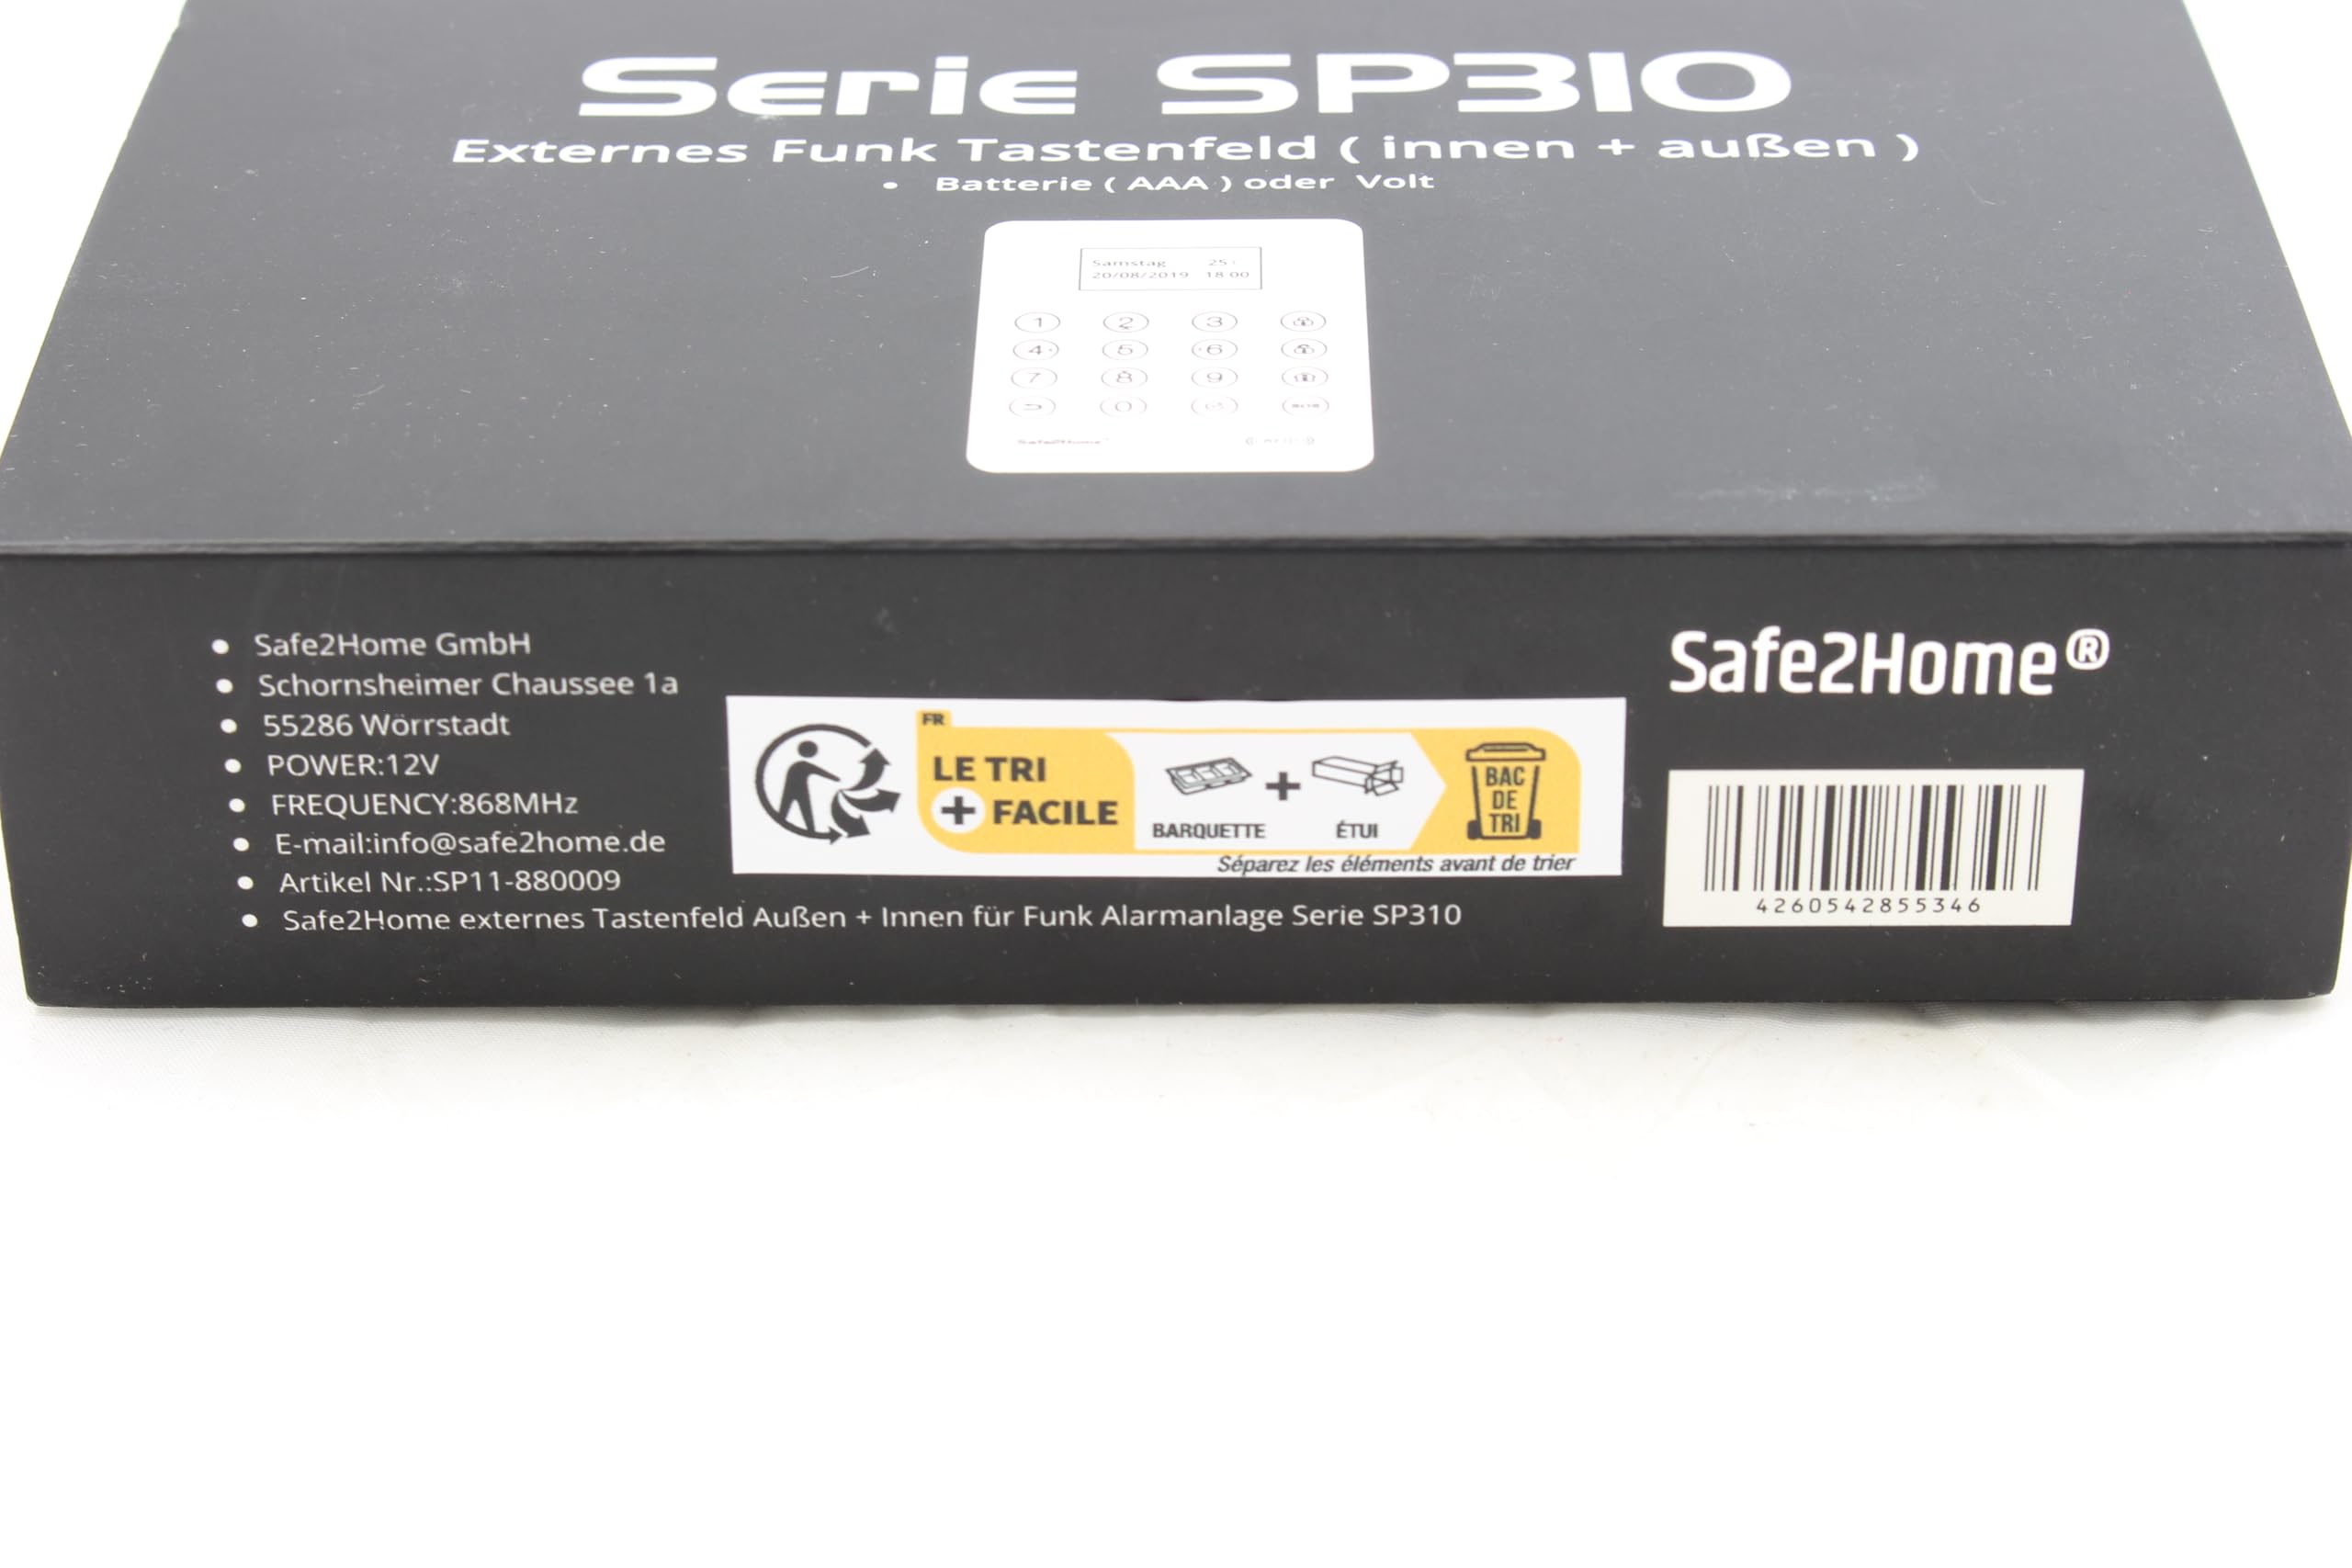 Serie SP310
Externes Funk Tastenfeld ( innen + außen )
• Batterie ( AAA ) oder Volt
Samstag 25
20/08/2019 18:00
1 2 3
4 5 6
7 8 9
0
Safe2Home
• Safe2Home GmbH
• Schornsheimer Chaussee 1a
• 55286 Wörrstadt
• POWER:12V
• FREQUENCY:868MHz
• E-mail:info@safe2home.de
• Artikel Nr.:SP11-880009
• Safe2Home externes Tastenfeld Außen + Innen für Funk Alarmanlage Serie SP310
FR
LE TRI
+ FACILE
BARQUETTE + ÉTUI
BAC
DE
TRI
Séparez les éléments avant de trier
Safe2Home®
4260542855346